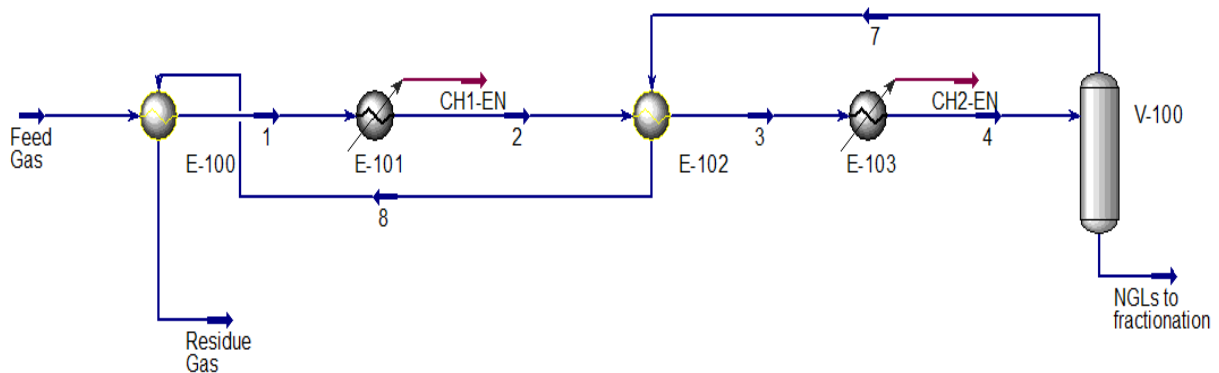 7
CH1-EN
CH2-EN
V-100
Feed
Gas
1
2
3
4
E-100
E-101
E-102
E-103
8
NGLs to
fractionation
Residue
Gas